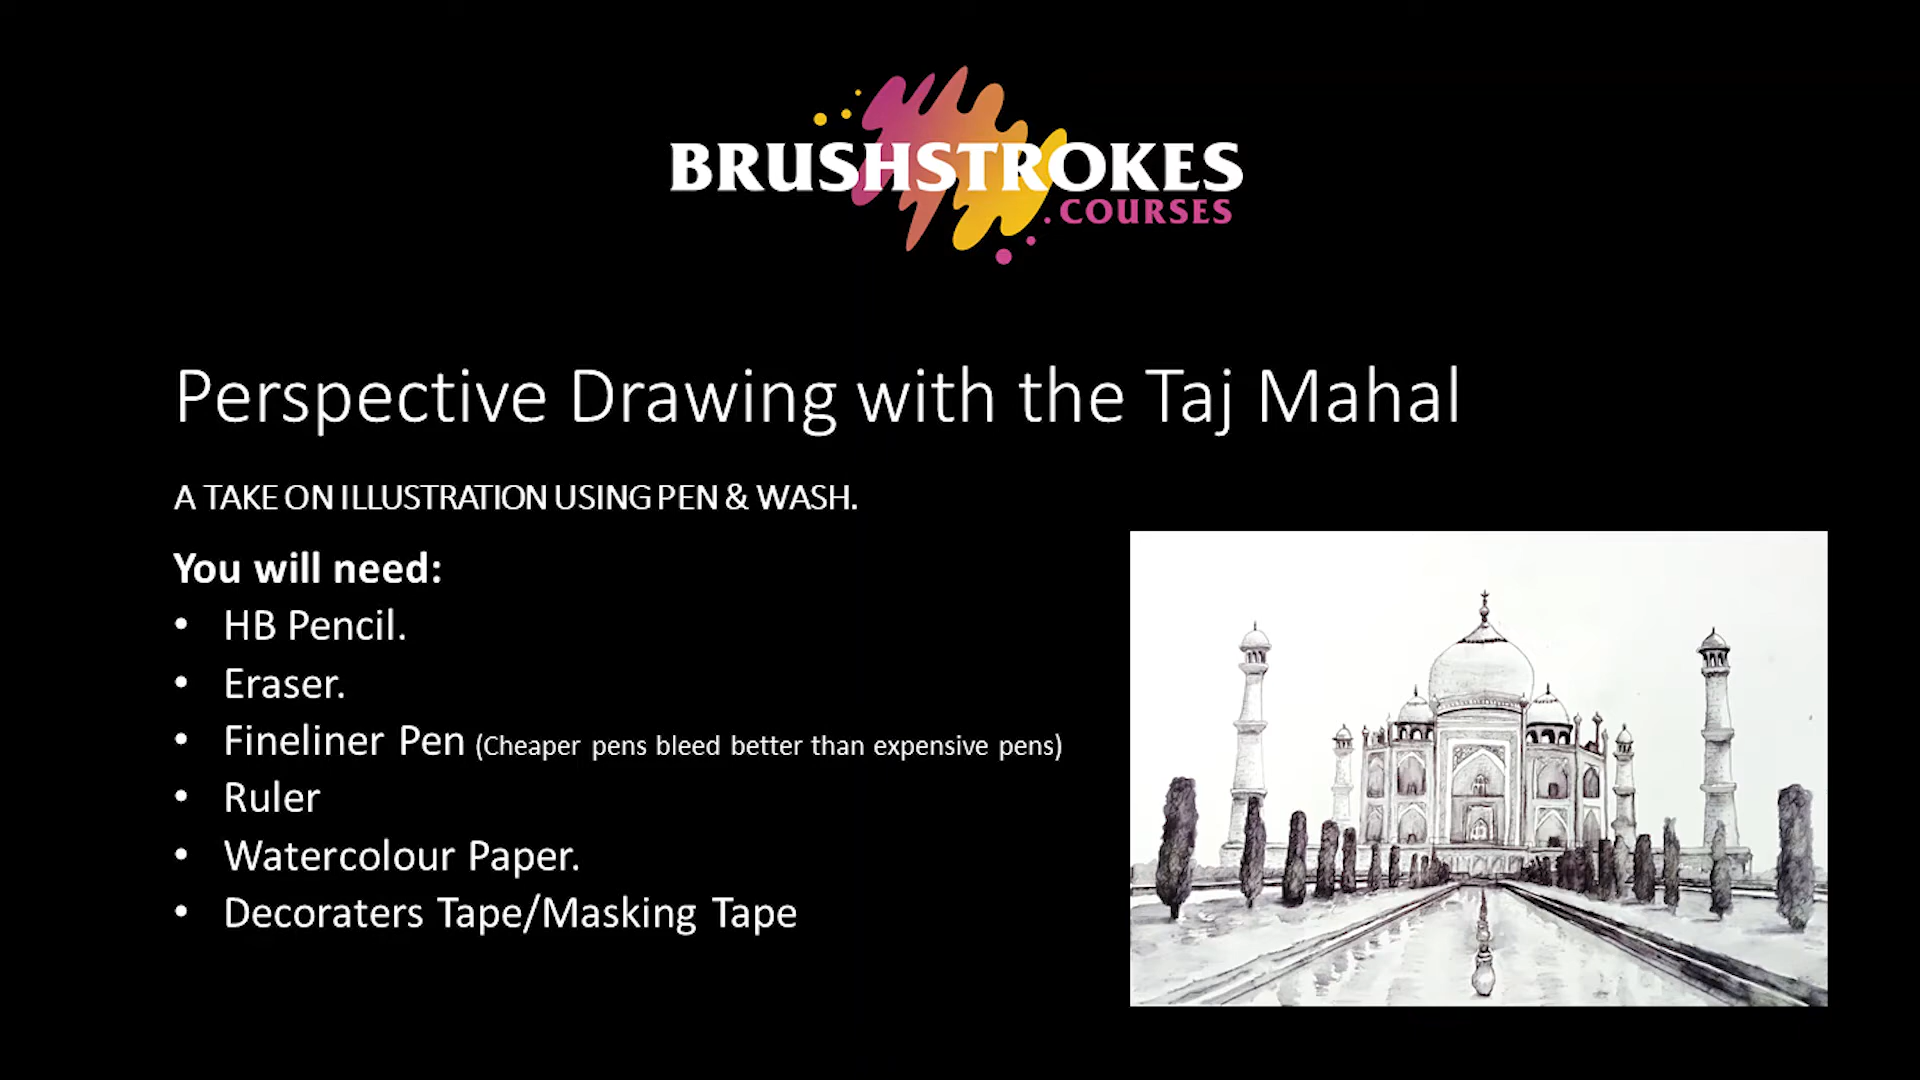 BRUSHSTROKES
.COURSES
Perspective Drawing with the Taj Mahal
A TAKE ON ILLUSTRATION USING PEN & WASH.
You will need:
• HB Pencil.
• Eraser.
• Fineliner Pen (Cheaper pens bleed better than expensive pens)
• Ruler
• Watercolour Paper.
• Decoraters Tape/Masking Tape